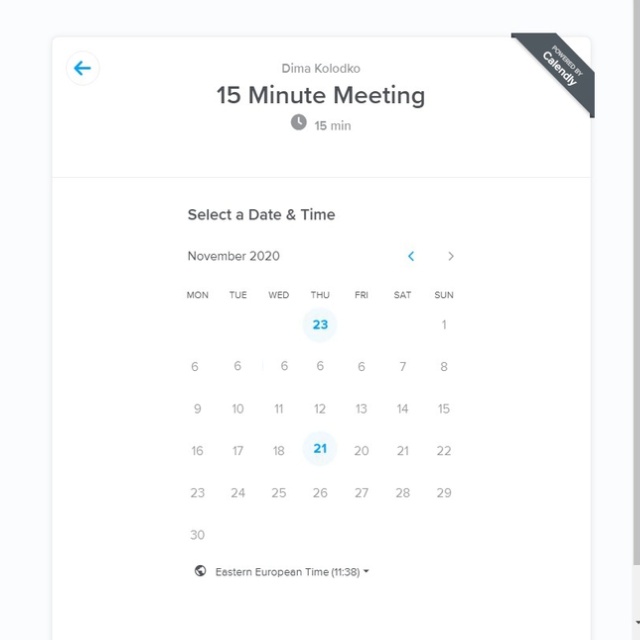 POWERED BY
Calendly
Dima Kolodko
15 Minute Meeting
15 min
Select a Date & Time
November 2020
MON TUE WED THU FRI SAT SUN
23 1
6 6 6 6 6 7 8
9 10 11 12 13 14 15
16 17 18 21 20 21 22
23 24 25 26 27 28 29
30
Eastern European Time (11:38)